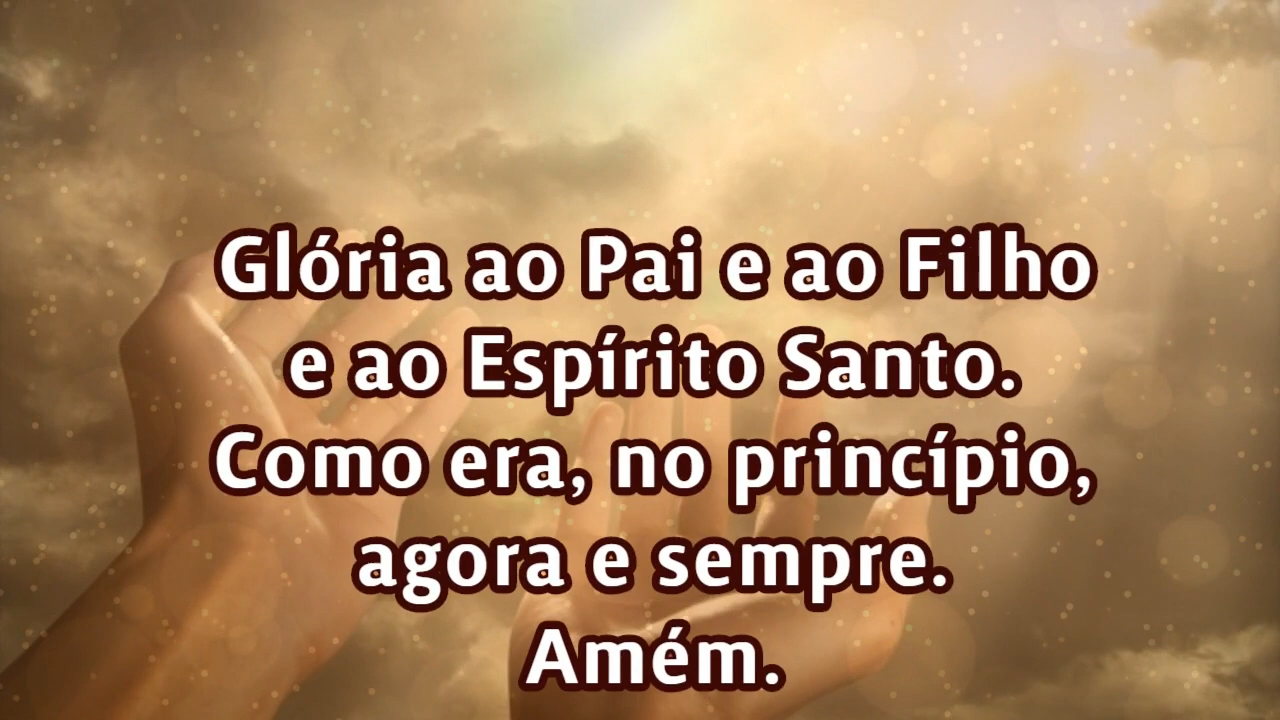 Glória ao Pai e ao Filho
e ao Espírito Santo.
Como era, no princípio,
agora e sempre.
Amém.